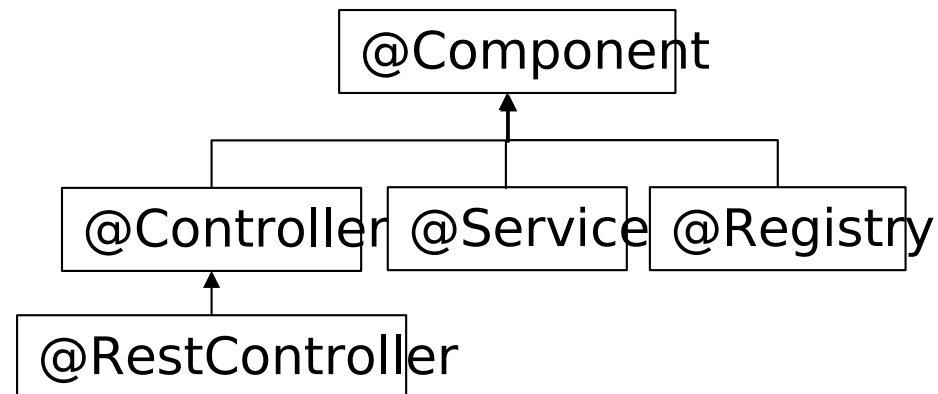 @Component
@Controller
@Service
@Registry
@RestController